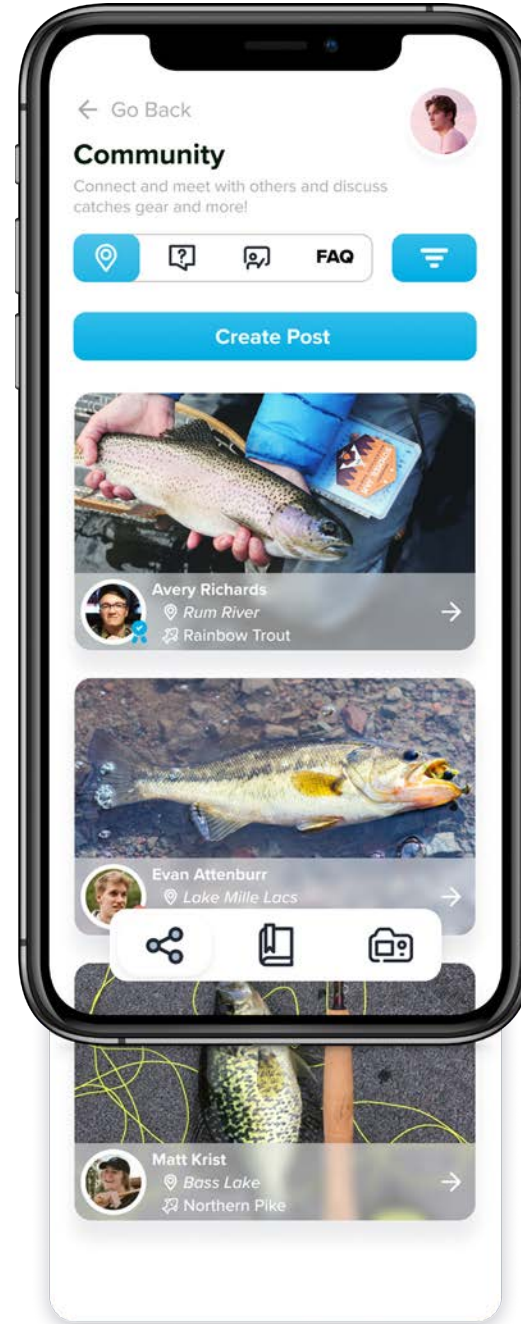 Go Back
Community
Connect and meet with others and discuss
catches gear and more!
FAQ
Create Post
Avery Richards
Rum River
Rainbow Trout
Evan Attenburr
Lake Mille Lacs
Matt Krist
Bass Lake
Northern Pike